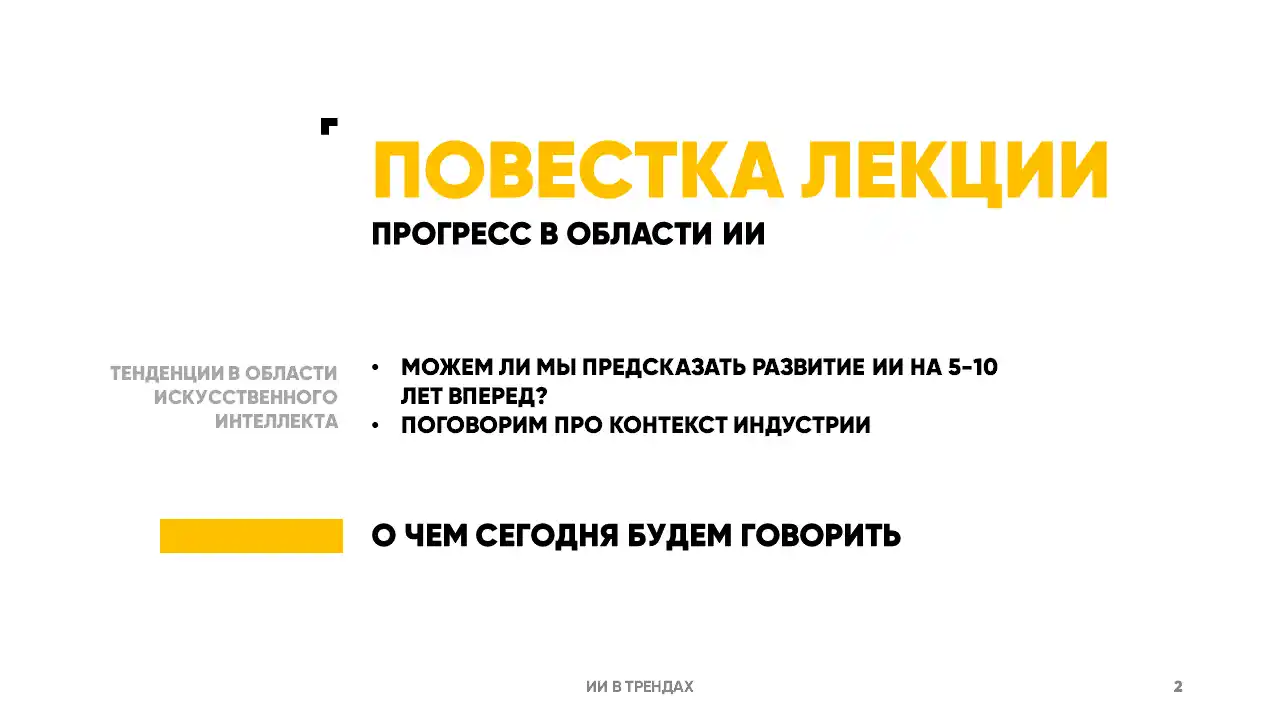 ПОВЕСТКА ЛЕКЦИИ
ПРОГРЕСС В ОБЛАСТИ ИИ
ТЕНДЕНЦИИ В ОБЛАСТИ
ИСКУССТВЕННОГО
ИНТЕЛЛЕКТА
• МОЖЕМ ЛИ МЫ ПРЕДСКАЗАТЬ РАЗВИТИЕ ИИ НА 5-10
ЛЕТ ВПЕРЕД?
• ПОГОВОРИМ ПРО КОНТЕКСТ ИНДУСТРИИ
О ЧЕМ СЕГОДНЯ БУДЕМ ГОВОРИТЬ
ИИ В ТРЕНДАХ
2